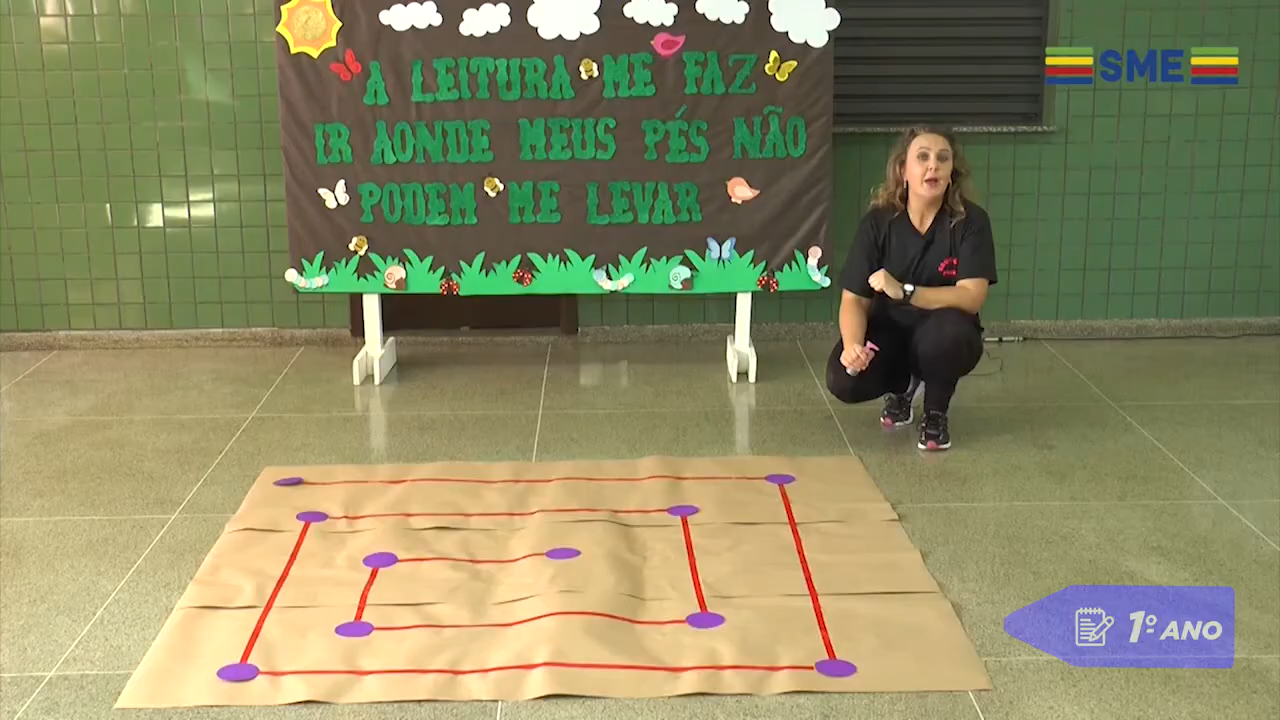 A LEITURA ME FAZ
IR AONDE MEUS PÉS NÃO
PODEM ME LEVAR
SME
1º ANO